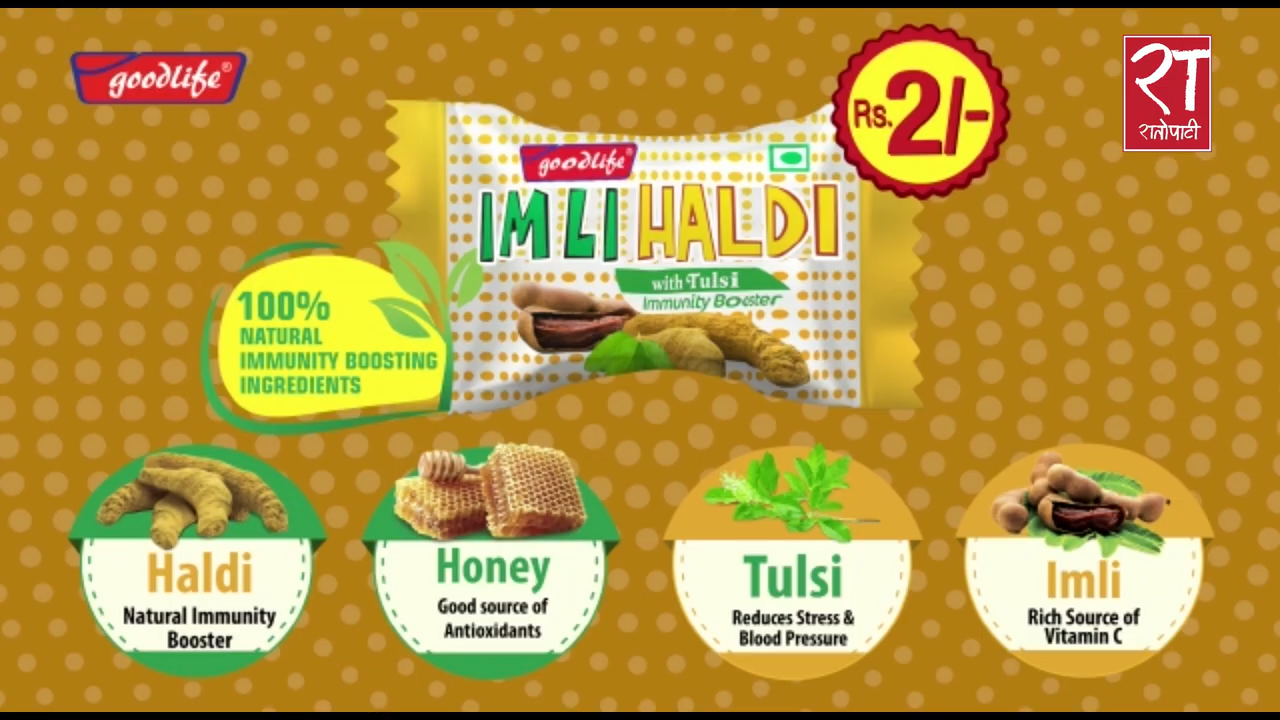 goodlife®
Rs. 2/-
रा
रातोपाटी
goodlife®
IMLI HALDI
with Tulsi
Immunity Booster
100%
NATURAL
IMMUNITY BOOSTING
INGREDIENTS
Haldi
Natural Immunity
Booster
Honey
Good source of
Antioxidants
Tulsi
Reduces Stress &
Blood Pressure
Imli
Rich Source of
Vitamin C